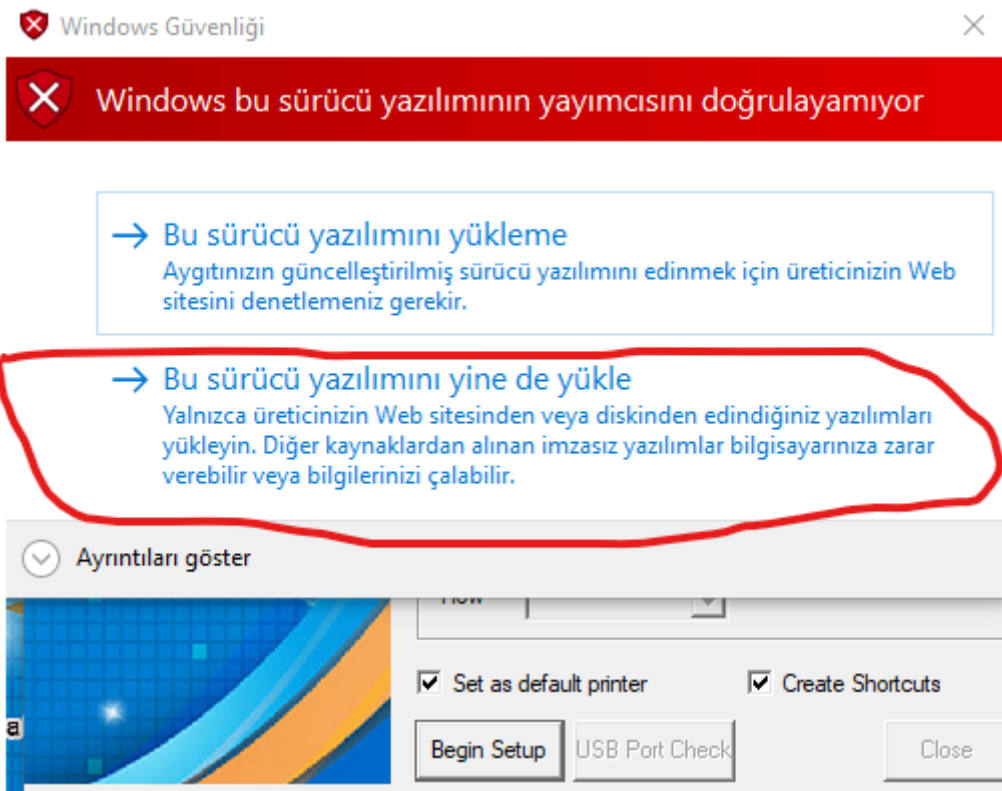 Windows Güvenliği
Windows bu sürücü yazılımının yayımcısını doğrulayamıyor
Bu sürücü yazılımını yükleme
Aygıtınızın güncelleştirilmiş sürücü yazılımını edinmek için üreticinizin Web
sitesini denetlemeniz gerekir.
Bu sürücü yazılımını yine de yükle
Yalnızca üreticinizin Web sitesinden veya diskinden edindiğiniz yazılımları
yükleyin. Diğer kaynaklardan alınan imzasız yazılımlar bilgisayarınıza zarar
verebilir veya bilgilerinizi çalabilir.
Ayrıntıları göster
Set as default printer
Create Shortcuts
a
Begin Setup
USB Port Check
Close